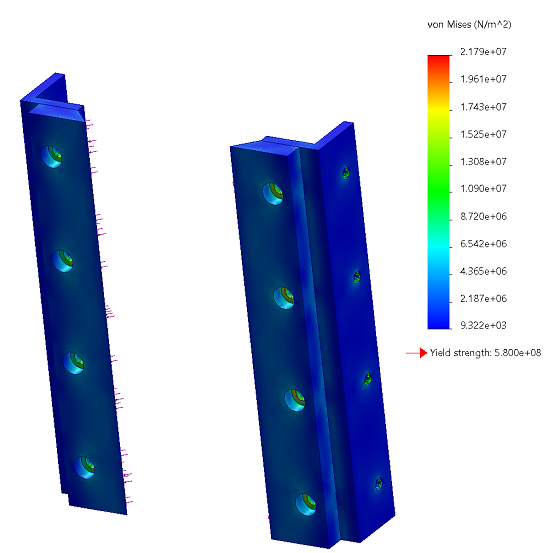 von Mises (N/m^2)
2.179e+07
1.961e+07
1.743e+07
1.525e+07
1.307e+07
1.090e+07
8.720e+06
6.542e+06
4.365e+06
2.187e+06
9.322e+03
Yield strength: 5.800e+08